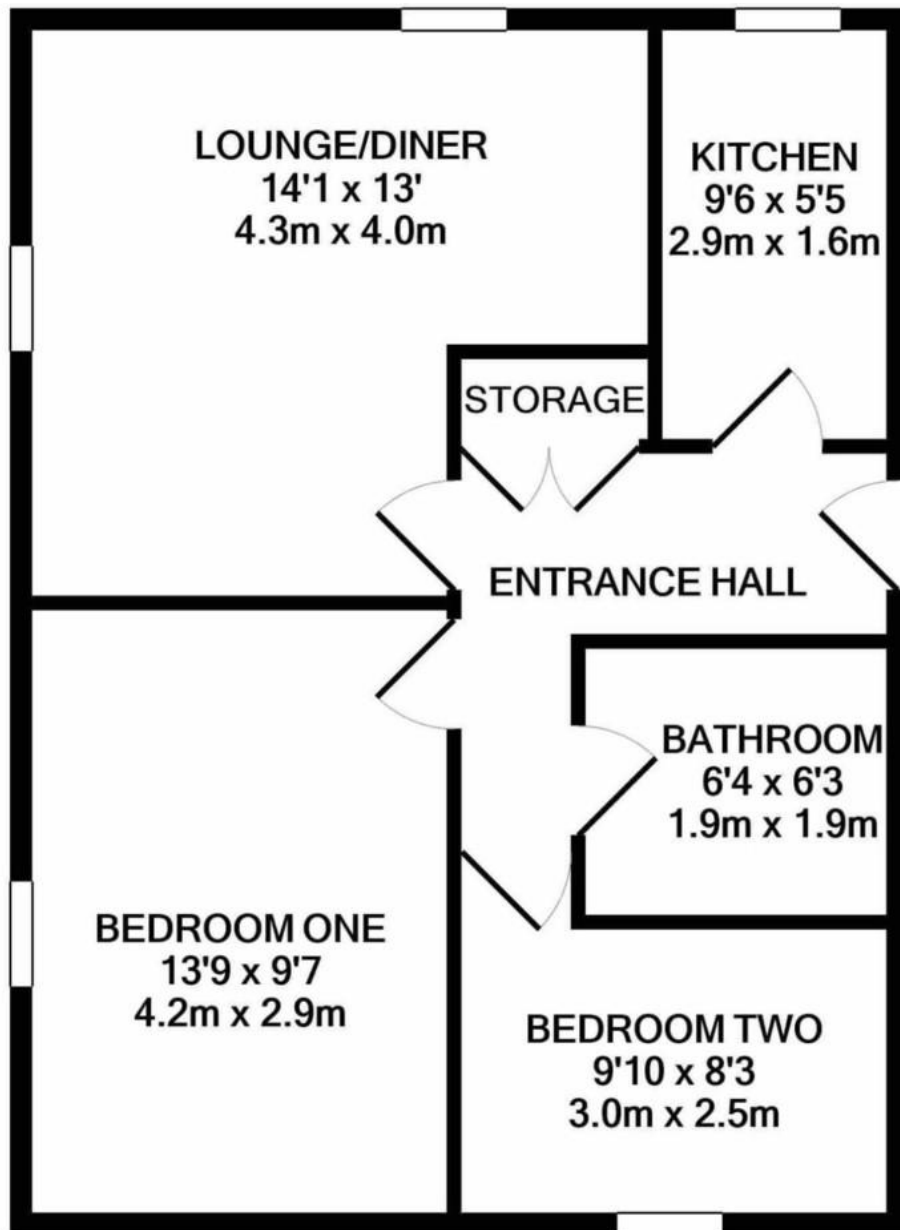 LOUNGE/DINER
14'1 x 13'
4.3m x 4.0m
KITCHEN
9'6 x 5'5
2.9m x 1.6m
STORAGE
ENTRANCE HALL
BATHROOM
6'4 x 6'3
1.9m x 1.9m
BEDROOM ONE
13'9 x 9'7
4.2m x 2.9m
BEDROOM TWO
9'10 x 8'3
3.0m x 2.5m